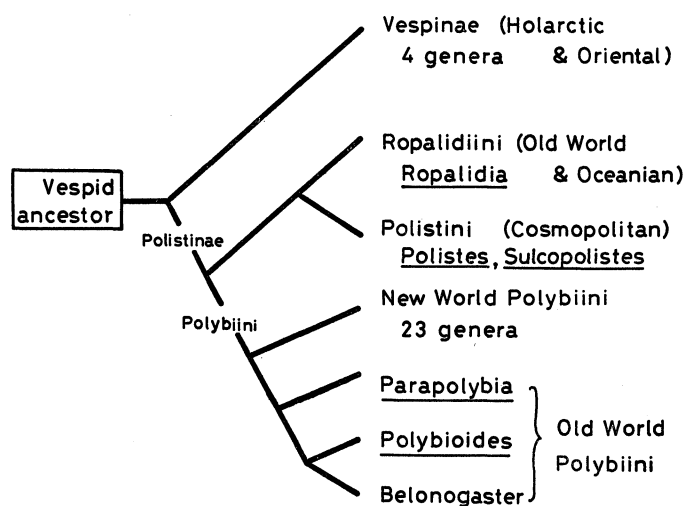 Vespinae (Holarctic
4 genera & Oriental)
Ropalidiini (Old World
Ropalidia & Oceanian)
Vespid
ancestor
Polistinae
Polistini (Cosmopolitan)
Polistes, Sulcopolistes
New World Polybiini
23 genera
Polybiini
Parapolybia
Polybioides
Belonogaster
Old World
Polybiini